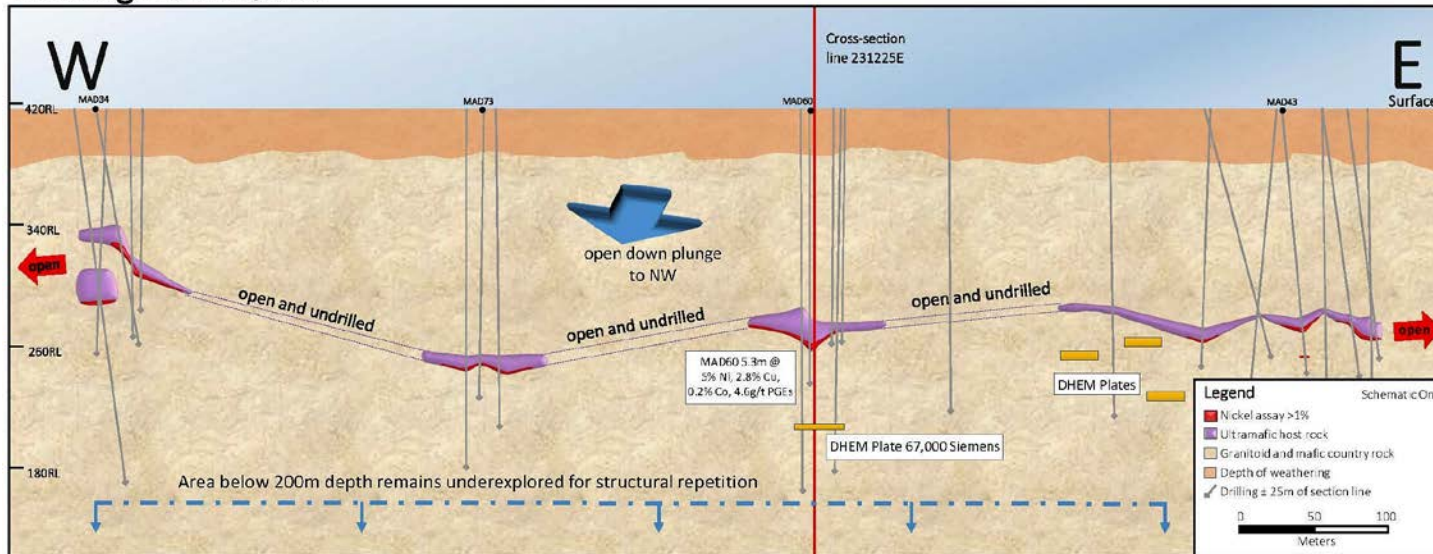 W
E
Cross-section
line 231225E
420RL
MAD34
MAD73
MAD60
MAD43
Surface
340RL
open
open down plunge
to NW
open and undrilled
open and undrilled
open and undrilled
open
260RL
MAD60 5.3m @
5% Ni, 2.8% Cu,
0.2% Co, 4.6g/t PGEs
DHEM Plates
DHEM Plate 67,000 Siemens
180RL
Area below 200m depth remains underexplored for structural repetition
Legend
Schematic On
Nickel assay >1%
Ultramafic host rock
Granitoid and mafic country rock
Depth of weathering
Drilling ± 25m of section line
0 50 100
Meters